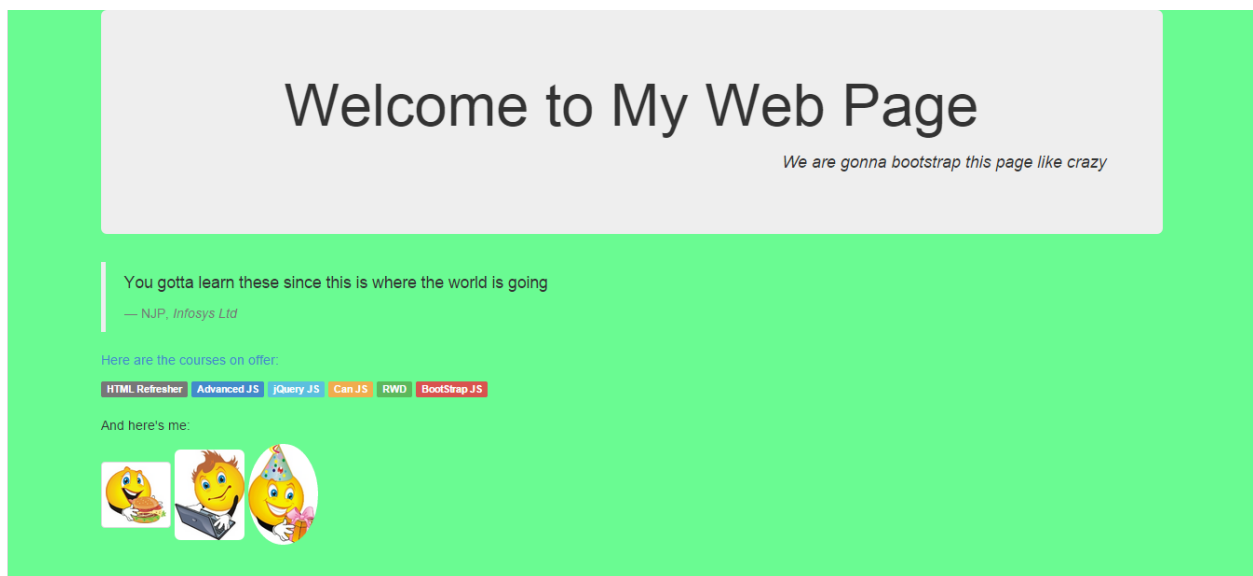 Welcome to My Web Page
We are gonna bootstrap this page like crazy
You gotta learn these since this is where the world is going
— NJP, Infosys Ltd
Here are the courses on offer:
HTML Refresher Advanced JS jQuery JS Can JS RWD BootStrap JS
And here's me: